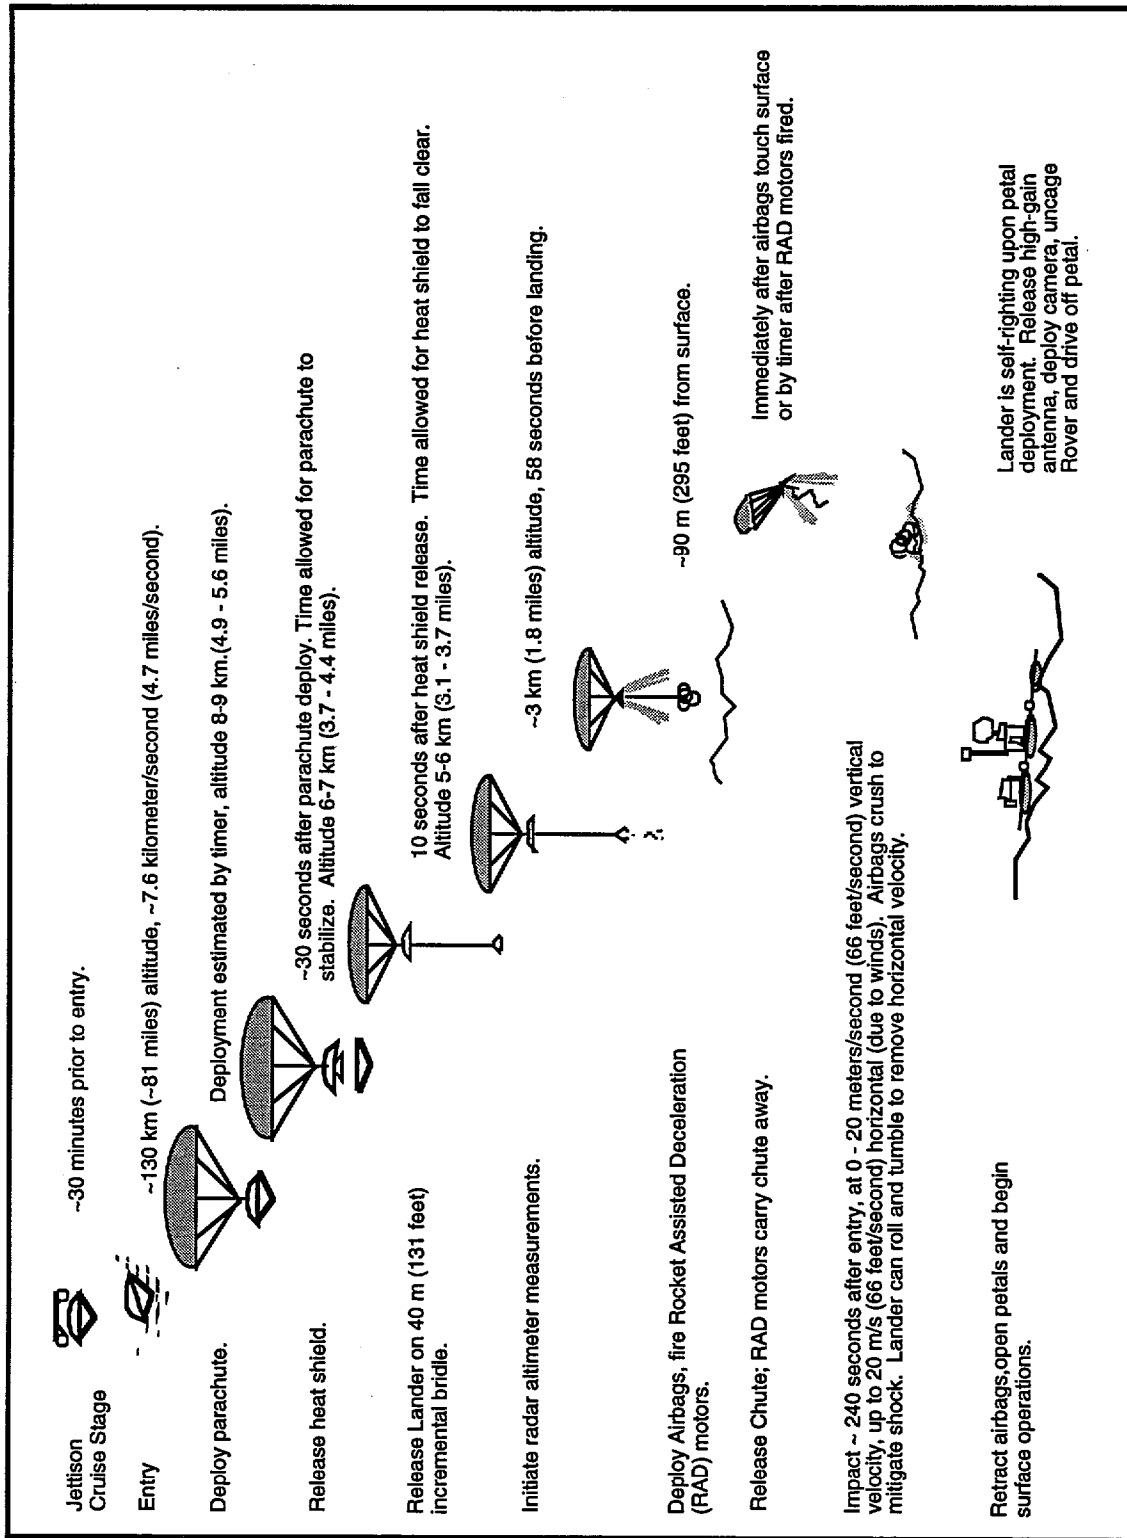 Jettison
Cruise Stage
~30 minutes prior to entry.
Entry
~130 km (~81 miles) altitude, ~7.6 kilometer/second (4.7 miles/second).
Deploy parachute.
Deployment estimated by timer, altitude 8-9 km.(4.9 - 5.6 miles).
Release heat shield.
~30 seconds after parachute deploy. Time allowed for parachute to
stabilize. Altitude 6-7 km (3.7 - 4.4 miles).
Release Lander on 40 m (131 feet)
incremental bridle.
10 seconds after heat shield release. Time allowed for heat shield to fall clear.
Altitude 5-6 km (3.1 - 3.7 miles).
Initiate radar altimeter measurements.
~3 km (1.8 miles) altitude, 58 seconds before landing.
Deploy Airbags, fire Rocket Assisted Deceleration
(RAD) motors.
~90 m (295 feet) from surface.
Release Chute; RAD motors carry chute away.
Immediately after airbags touch surface
or by timer after RAD motors fired.
Impact ~ 240 seconds after entry, at 0 - 20 meters/second (66 feet/second) vertical
velocity, up to 20 m/s (66 feet/second) horizontal (due to winds). Airbags crush to
mitigate shock. Lander can roll and tumble to remove horizontal velocity.
Retract airbags,open petals and begin
surface operations.
Lander is self-righting upon petal
deployment. Release high-gain
antenna, deploy camera, uncage
Rover and drive off petal.